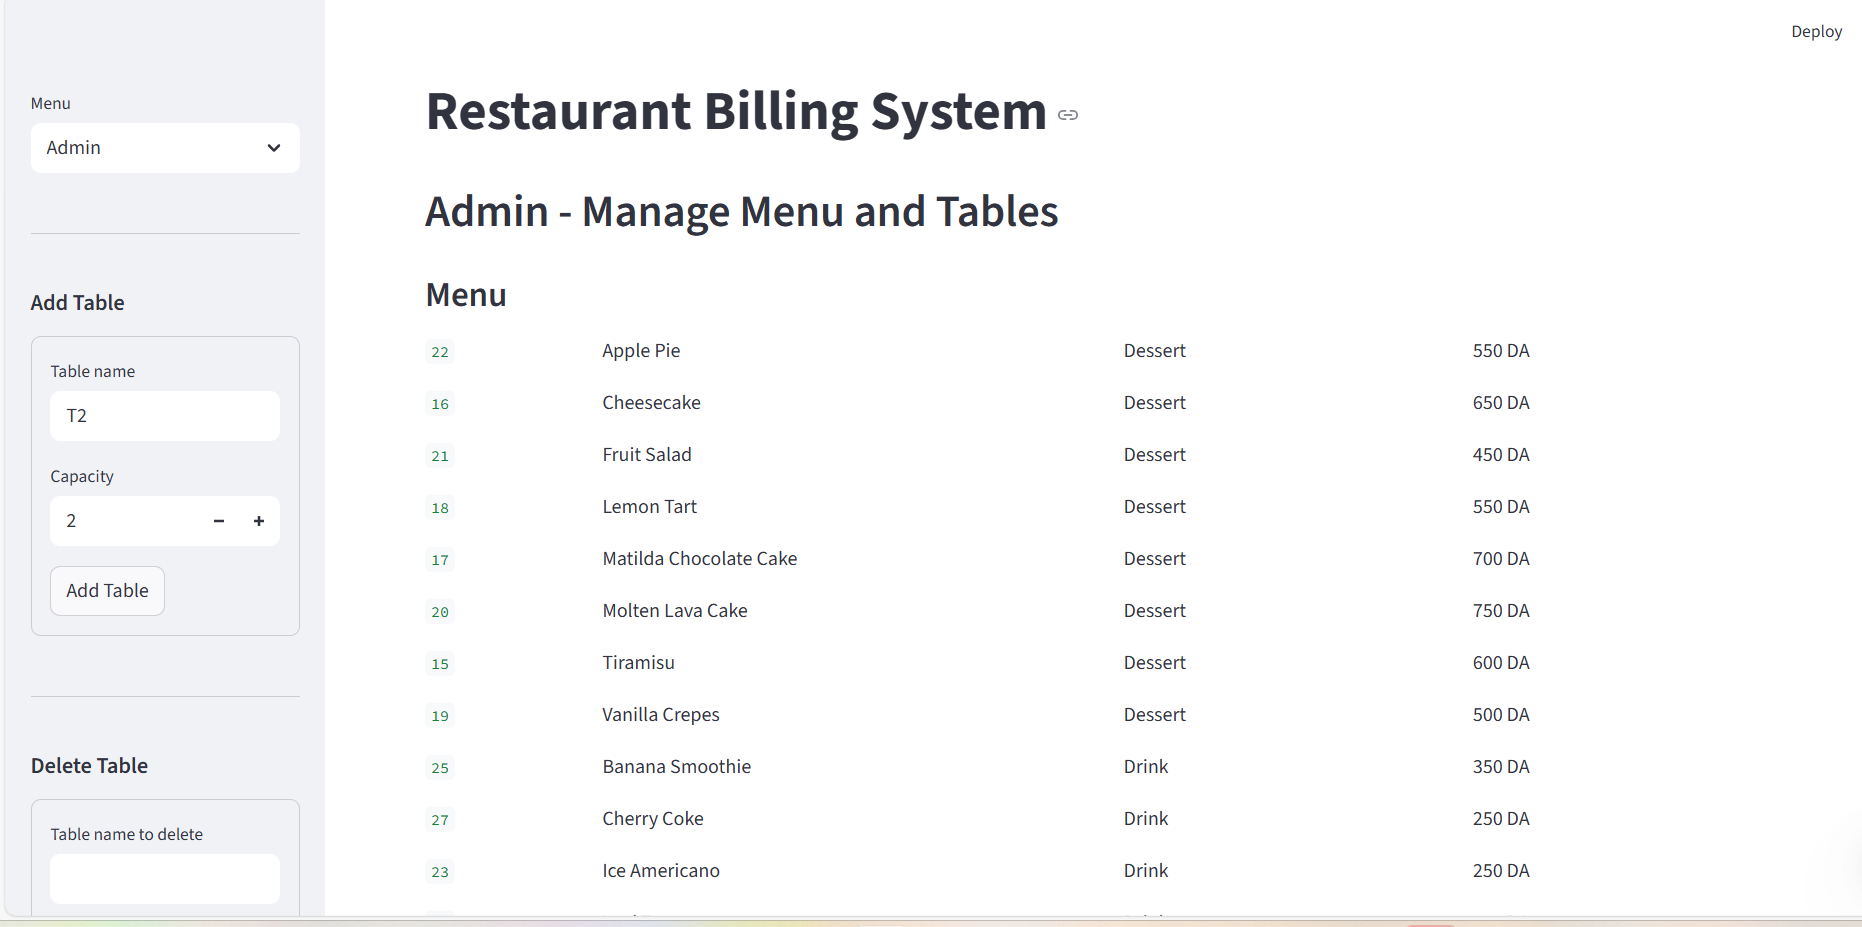 Deploy
Menu
Admin
Add Table
Table name
T2
Capacity
2
Add Table
Delete Table
Table name to delete
Restaurant Billing System
Admin - Manage Menu and Tables
Menu
22 Apple Pie Dessert 550 DA
16 Cheesecake Dessert 650 DA
21 Fruit Salad Dessert 450 DA
18 Lemon Tart Dessert 550 DA
17 Matilda Chocolate Cake Dessert 700 DA
20 Molten Lava Cake Dessert 750 DA
15 Tiramisu Dessert 600 DA
19 Vanilla Crepes Dessert 500 DA
25 Banana Smoothie Drink 350 DA
27 Cherry Coke Drink 250 DA
23 Ice Americano Drink 250 DA